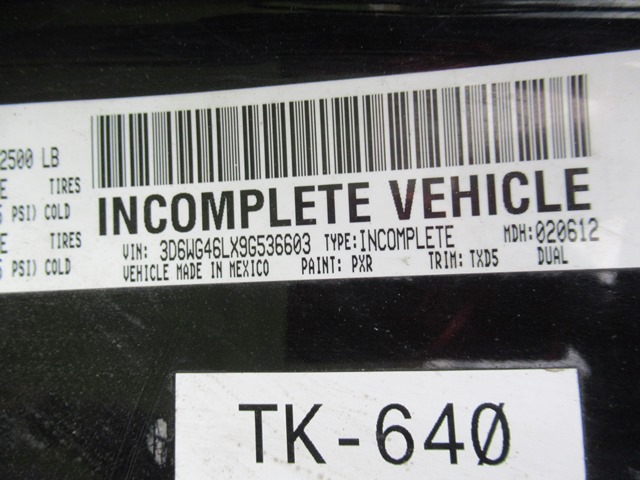 2500 LB
TIRES
PSI) COLD
TIRES
PSI) COLD
INCOMPLETE VEHICLE
VIN: 3D6WG46LX9G536603 TYPE: INCOMPLETE MDH: 020612
VEHICLE MADE IN MEXICO PAINT: PXR TRIM: TXD5 DUAL
TK-640